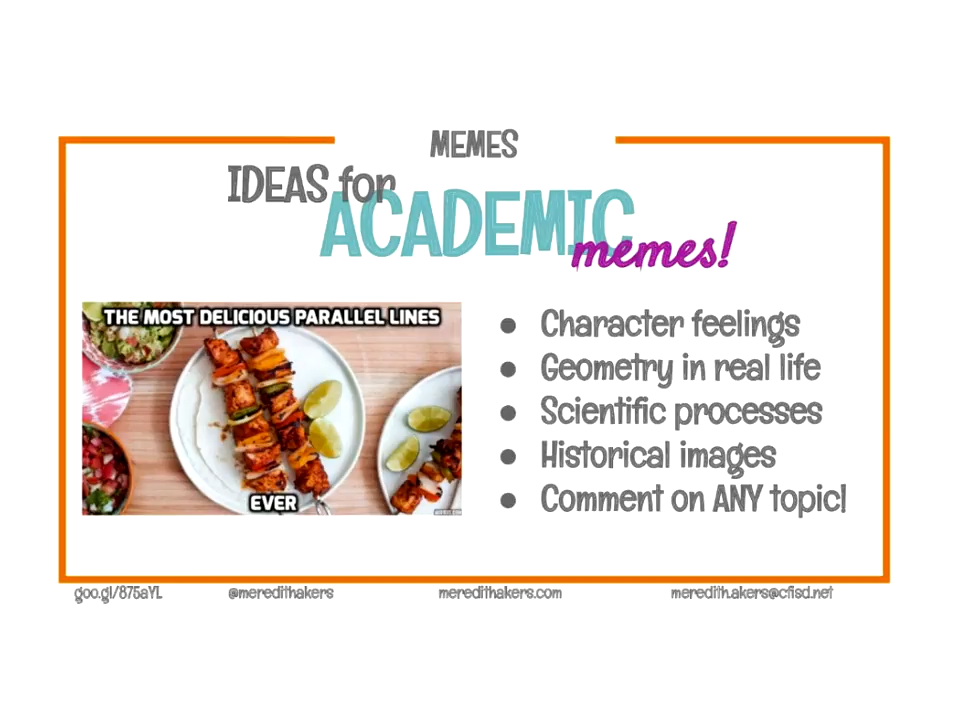 MEMES
IDEAS for
ACADEMIC
memes!
THE MOST DELICIOUS PARALLEL LINES
EVER
● Character feelings
● Geometry in real life
● Scientific processes
● Historical images
● Comment on ANY topic!
goo.gl/875aYL @meredithakers meredithakers.com meredith.akers@cfisd.net